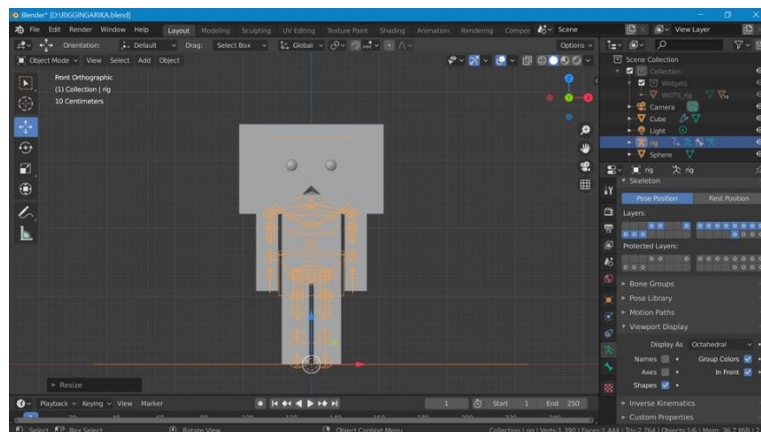 Blender* [D:\RIGGINGARIKA.blend]
File Edit Render Window Help Layout Modeling Sculpting UV Editing Texture Paint Shading Animation Rendering Compos Scene View Layer
Orientation: Default Drag: Select Box Global Options
Object Mode View Select Add Object
Front Orthographic
(1) Collection | rig
10 Centimeters
Resize
Playback Keying View Marker 1 Start 1 End 250
Select Box Select Rotate View Object Context Menu
Scene Collection
Collection
Widgets
WGTS_rig
Camera
Cube
Light
rig
Sphere
rig rig
Skeleton
Pose Position Rest Position
Layers:
Protected Layers:
Bone Groups
Pose Library
Motion Paths
Viewport Display
Display As Octahedral
Names Group Colors
Axes In Front
Shapes
Inverse Kinematics
Custom Properties